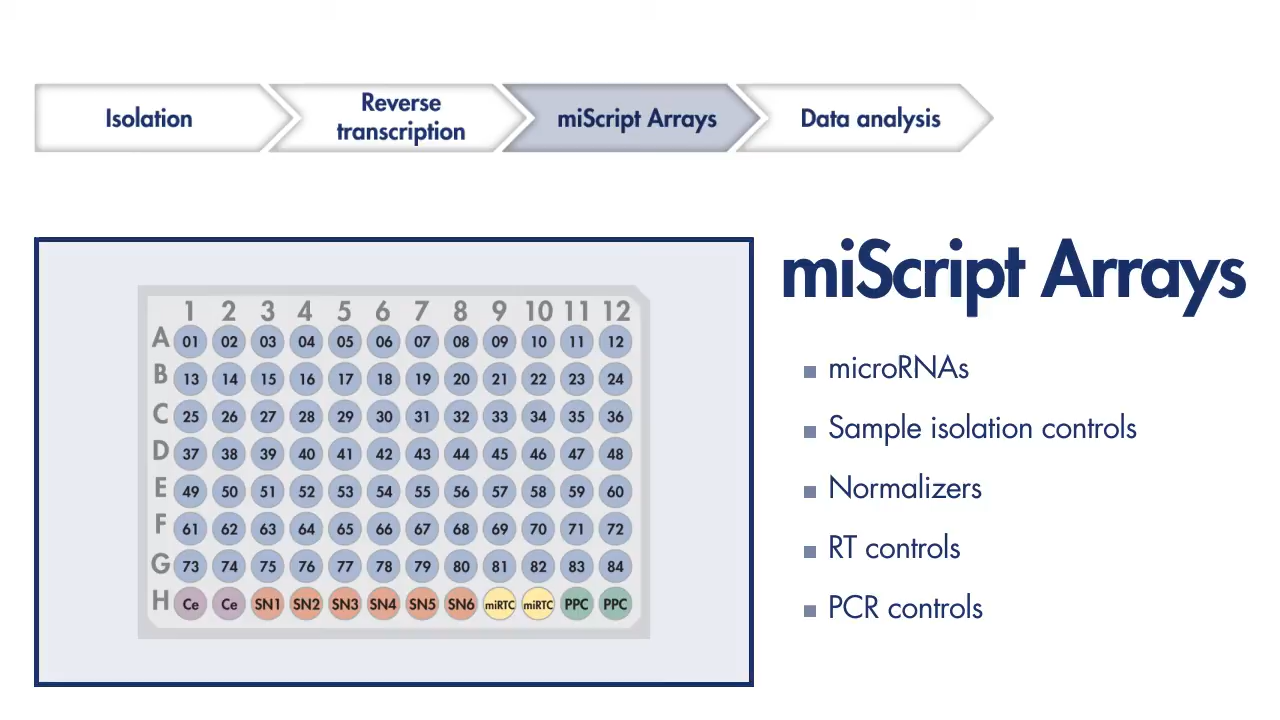 Isolation
Reverse
transcription
miScript Arrays
Data analysis
miScript Arrays
microRNAs
Sample isolation controls
Normalizers
RT controls
PCR controls
1 2 3 4 5 6 7 8 9 10 11 12
A 01 02 03 04 05 06 07 08 09 10 11 12
B 13 14 15 16 17 18 19 20 21 22 23 24
C 25 26 27 28 29 30 31 32 33 34 35 36
D 37 38 39 40 41 42 43 44 45 46 47 48
E 49 50 51 52 53 54 55 56 57 58 59 60
F 61 62 63 64 65 66 67 68 69 70 71 72
G 73 74 75 76 77 78 79 80 81 82 83 84
H Ce Ce SN1 SN2 SN3 SN4 SN5 SN6 miRTC miRTC PPC PPC